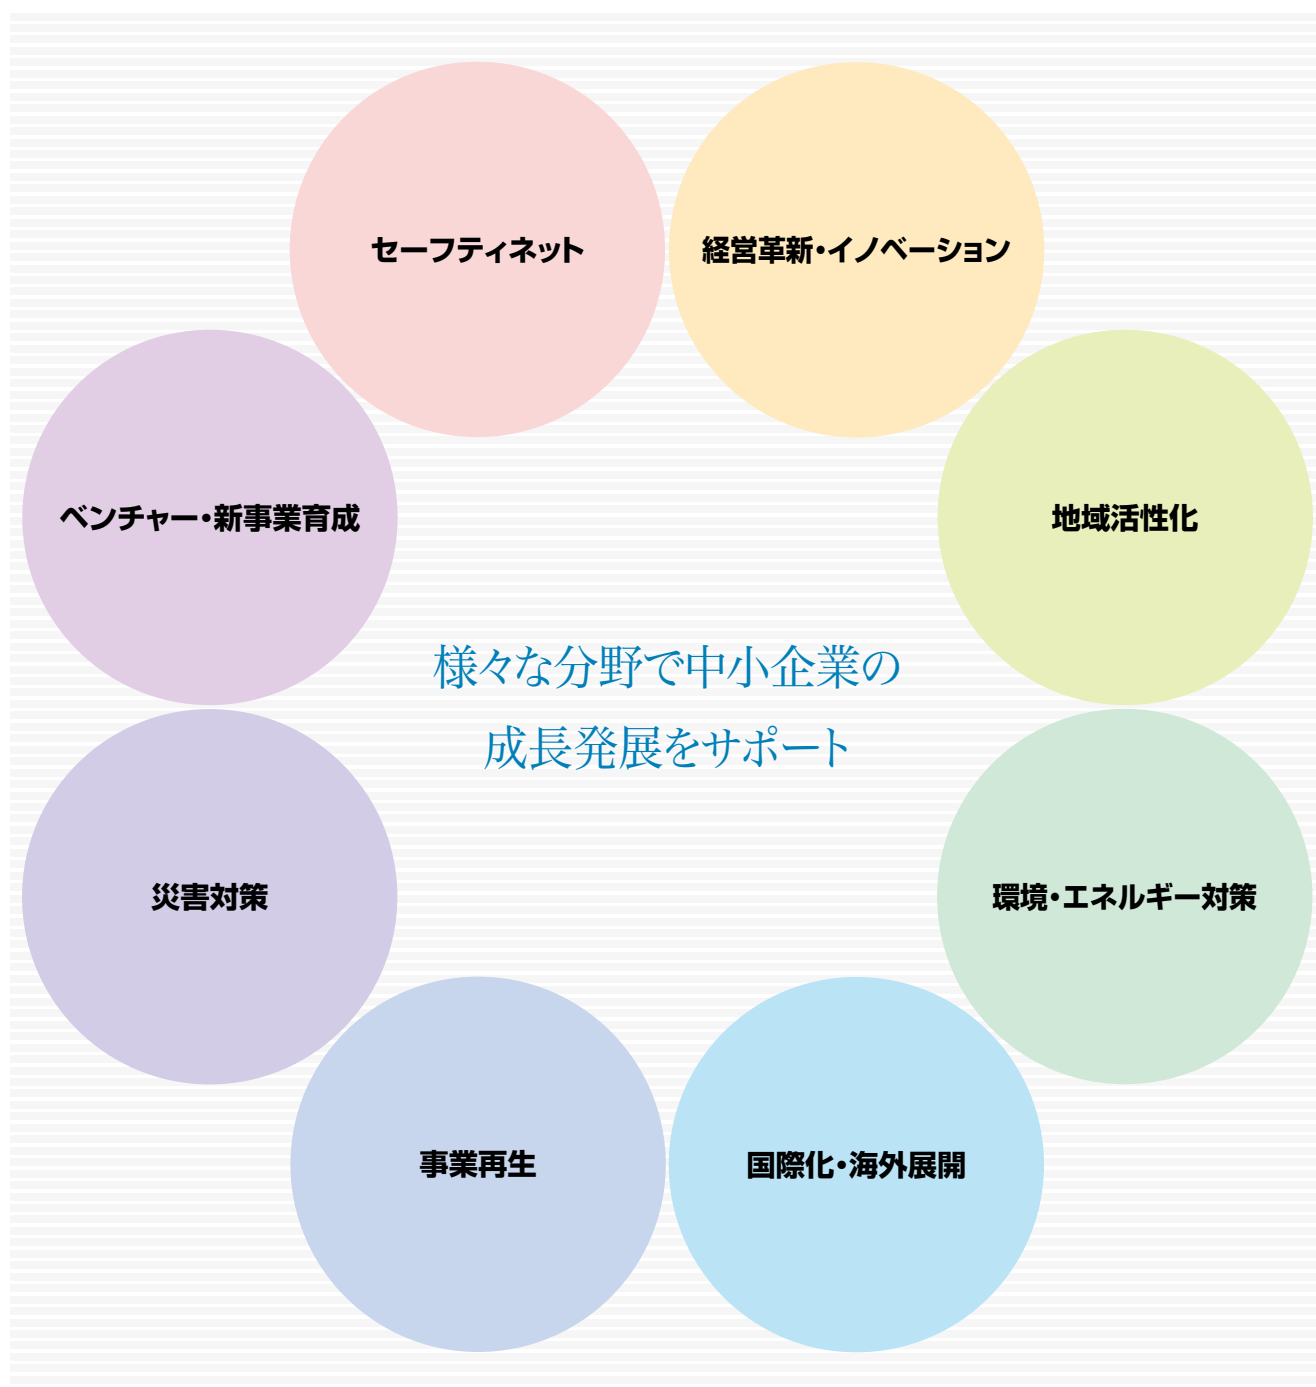 セーフティネット
経営革新・イノベーション
ベンチャー・新事業育成
地域活性化
様々な分野で中小企業の
成長発展をサポート
災害対策
環境・エネルギー対策
事業再生
国際化・海外展開